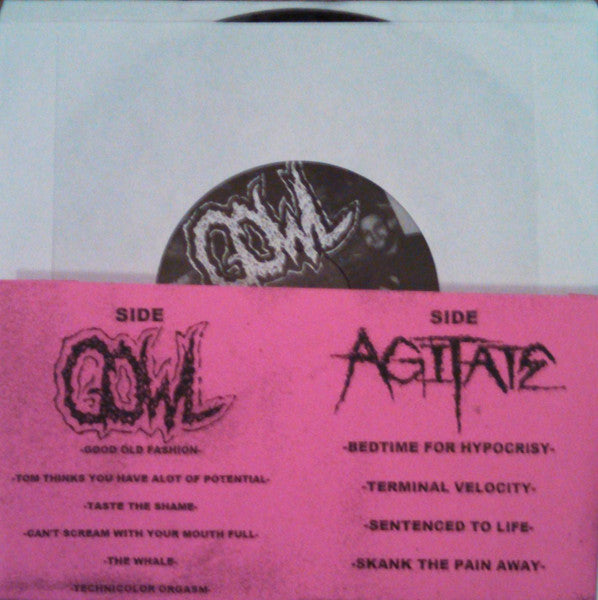 GOWL
SIDE
GOWL
-GOOD OLD FASHION-
-TOM THINKS YOU HAVE ALOT OF POTENTIAL-
-TASTE THE SHAME-
-CAN'T SCREAM WITH YOUR MOUTH FULL-
-THE WHALE-
-TECHNICOLOR ORGASM-
SIDE
AGITATE
-BEDTIME FOR HYPOCRISY-
-TERMINAL VELOCITY-
-SENTENCED TO LIFE-
-SKANK THE PAIN AWAY-